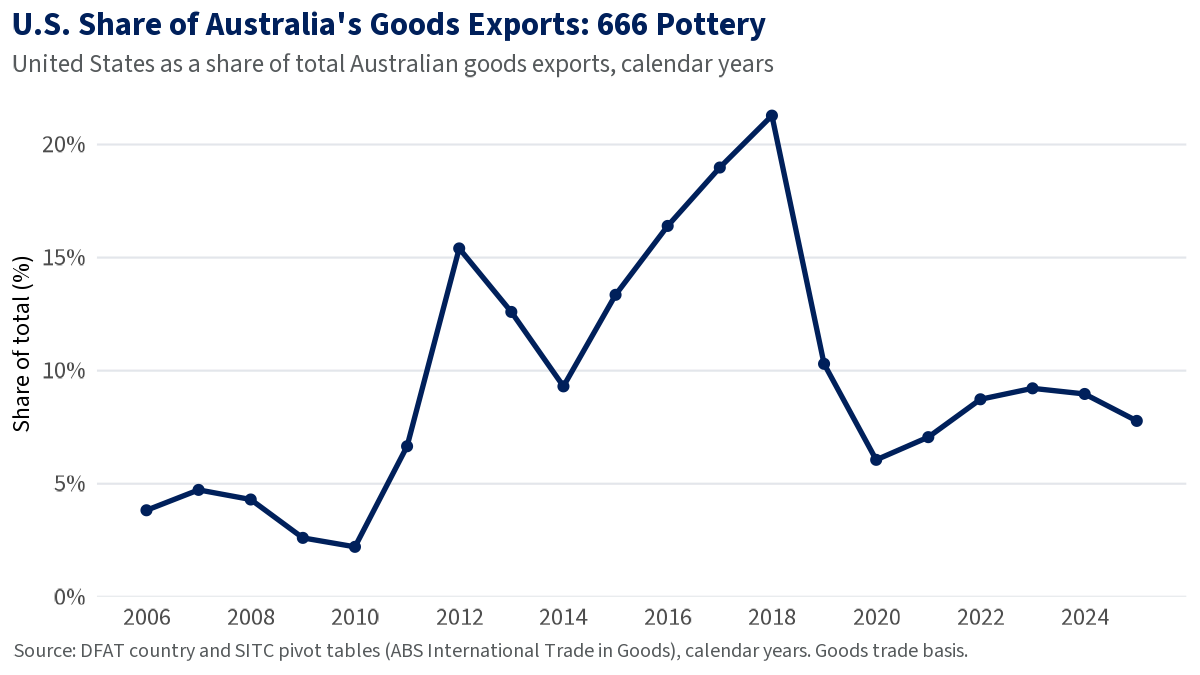 U.S. Share of Australia's Goods Exports: 666 Pottery
United States as a share of total Australian goods exports, calendar years
Share of total (%)
20%
15%
10%
5%
0%
2006 2008 2010 2012 2014 2016 2018 2020 2022 2024
Source: DFAT country and SITC pivot tables (ABS International Trade in Goods), calendar years. Goods trade basis.